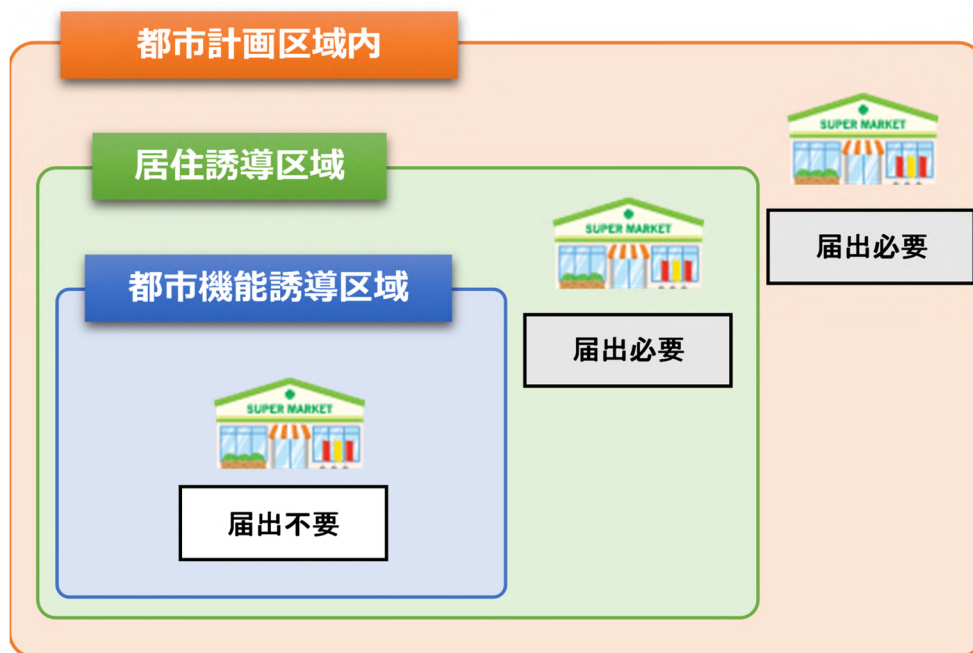 都市計画区域内
SUPER MARKET
届出必要
居住誘導区域
SUPER MARKET
届出必要
都市機能誘導区域
SUPER MARKET
届出不要